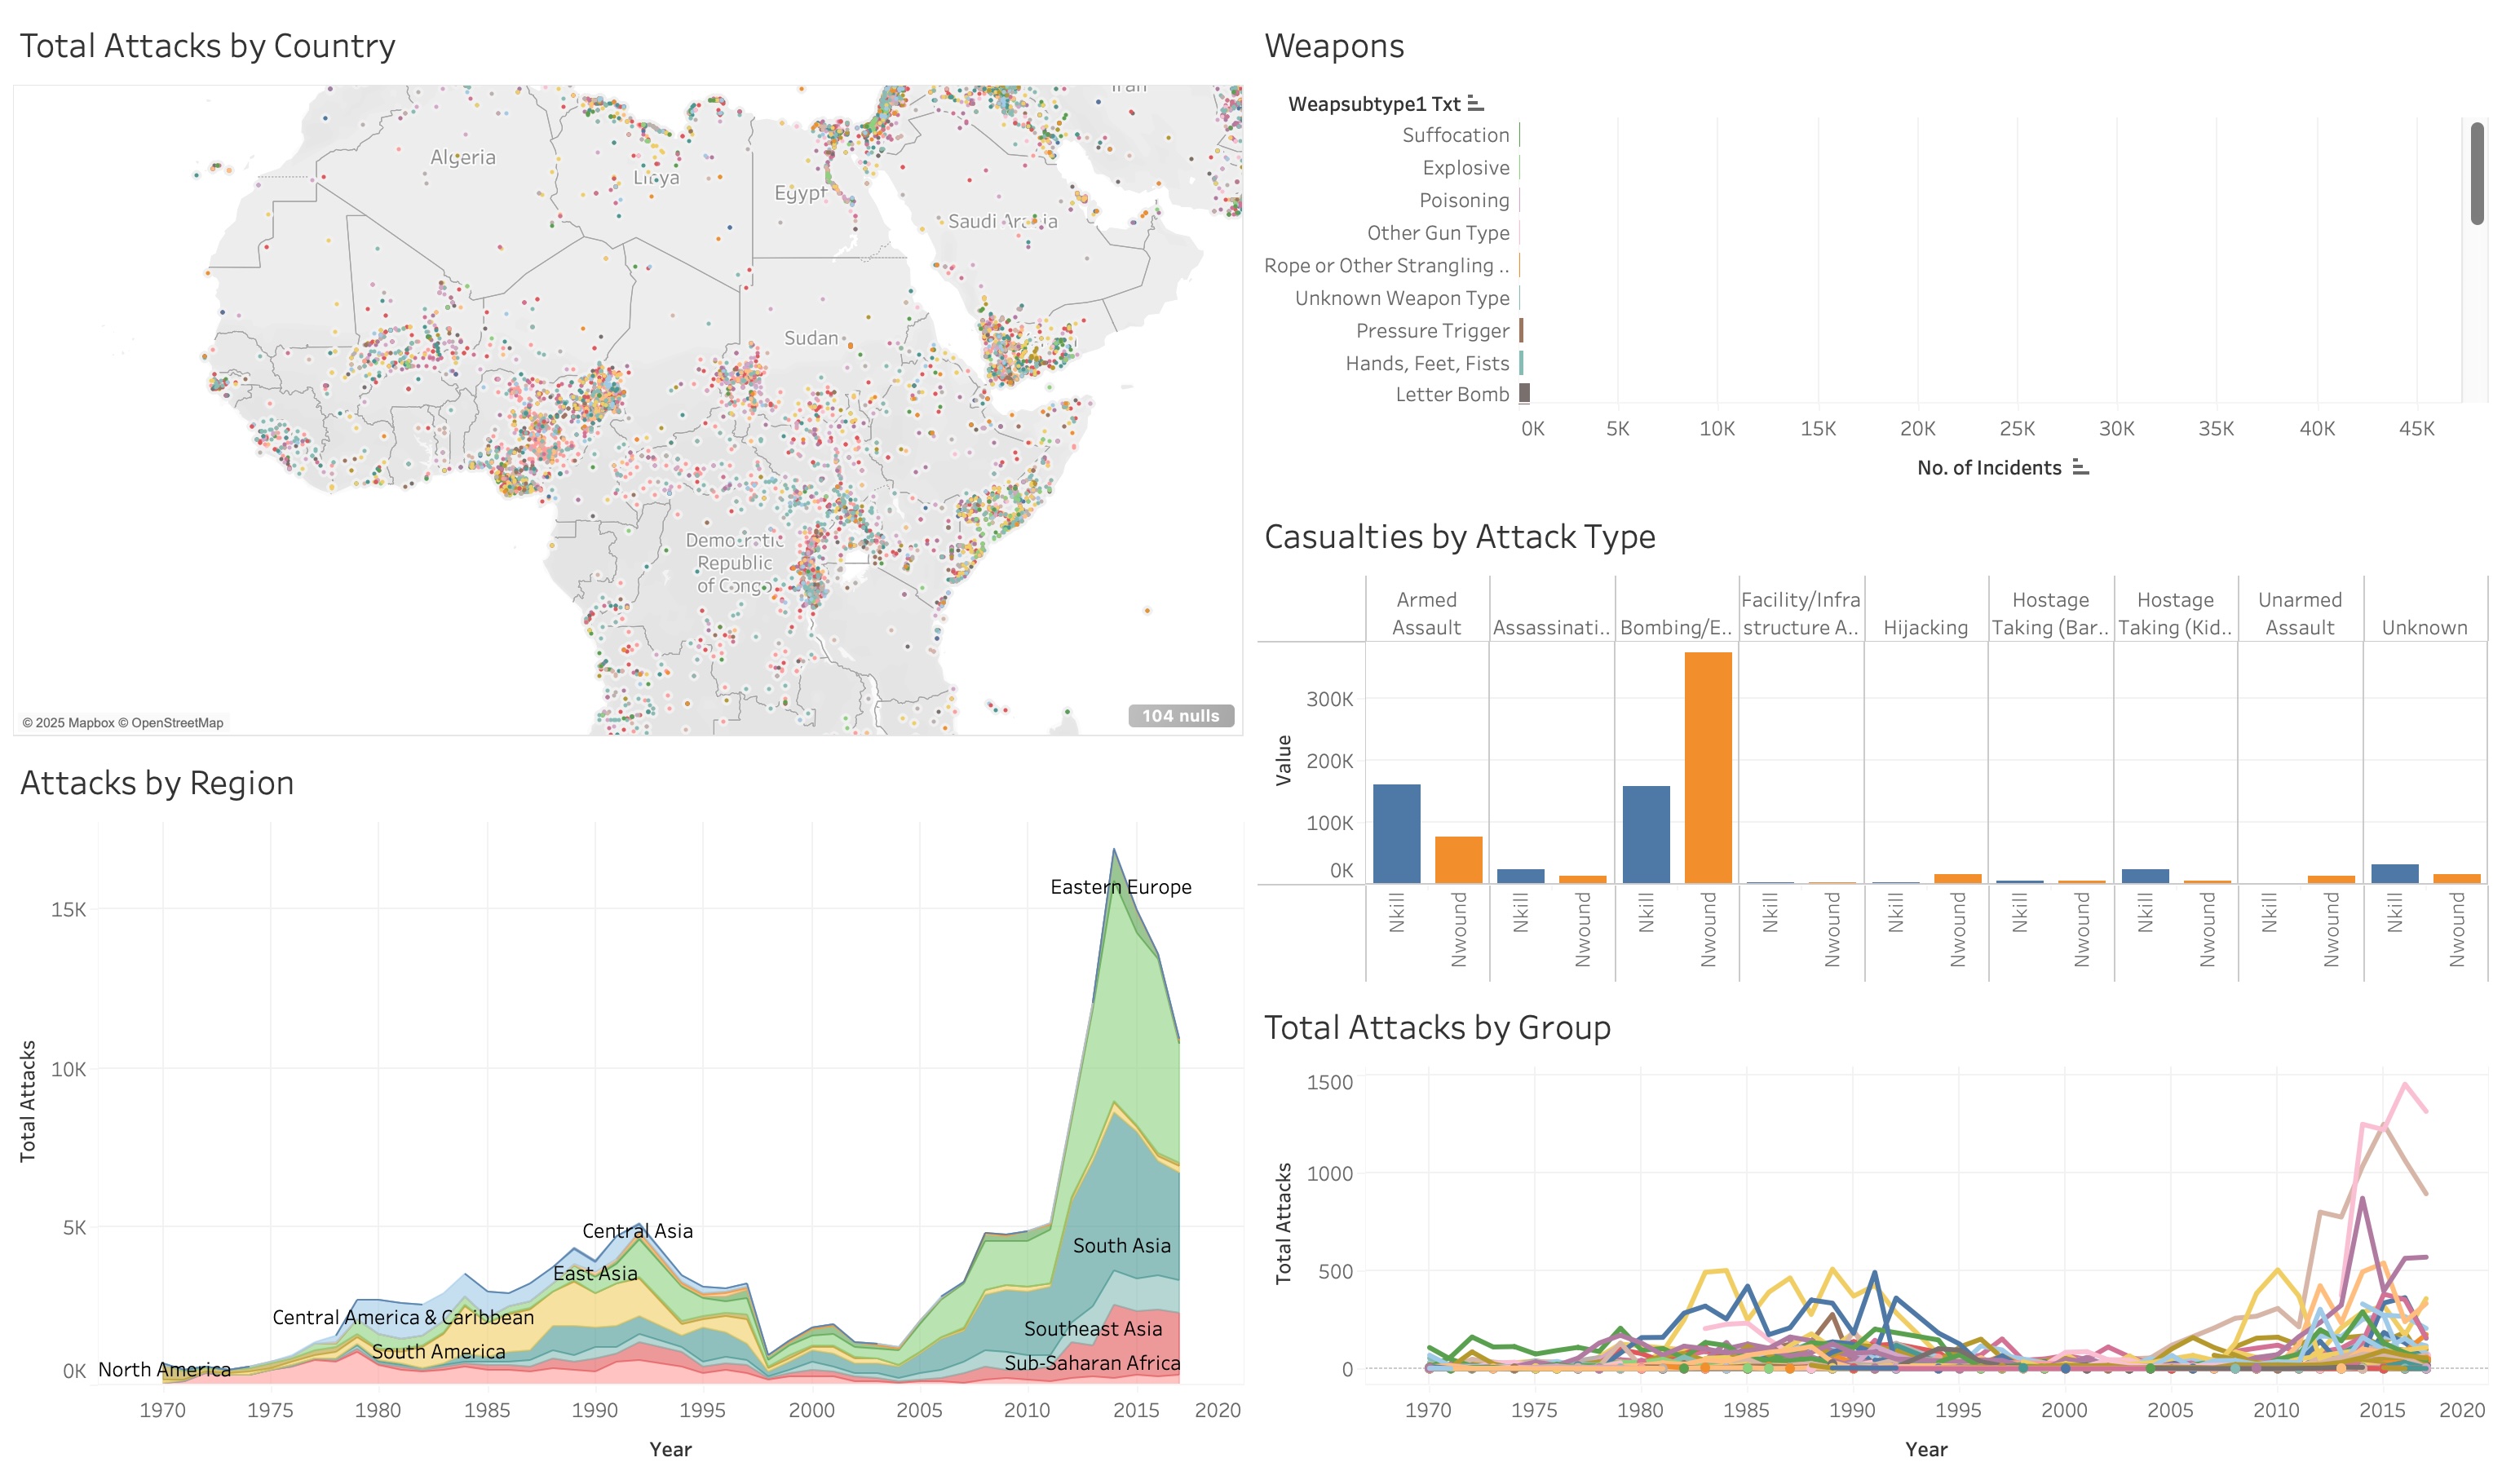 Total Attacks by Country
Iran
Algeria
Libya
Egypt
Saudi Arabia
Sudan
Democratic
Republic
of Congo
© 2025 Mapbox © OpenStreetMap
104 nulls
Weapons
Weapsubtype1 Txt
Suffocation
Explosive
Poisoning
Other Gun Type
Rope or Other Strangling ..
Unknown Weapon Type
Pressure Trigger
Hands, Feet, Fists
Letter Bomb
0K 5K 10K 15K 20K 25K 30K 35K 40K 45K
No. of Incidents
Casualties by Attack Type
Armed
Assault
Assassinati..
Bombing/E..
Facility/Infra
structure A..
Hijacking
Hostage
Taking (Bar..
Hostage
Taking (Kid..
Unarmed
Assault
Unknown
Value
300K
200K
100K
0K
Nkill Nwound Nkill Nwound Nkill Nwound Nkill Nwound Nkill Nwound Nkill Nwound Nkill Nwound Nkill Nwound Nkill Nwound
Attacks by Region
Total Attacks
15K
10K
5K
0K
Eastern Europe
Central Asia
East Asia
South Asia
Central America & Caribbean
Southeast Asia
South America
Sub-Saharan Africa
North America
1970 1975 1980 1985 1990 1995 2000 2005 2010 2015 2020
Year
Total Attacks by Group
Total Attacks
1500
1000
500
0
1970 1975 1980 1985 1990 1995 2000 2005 2010 2015 2020
Year